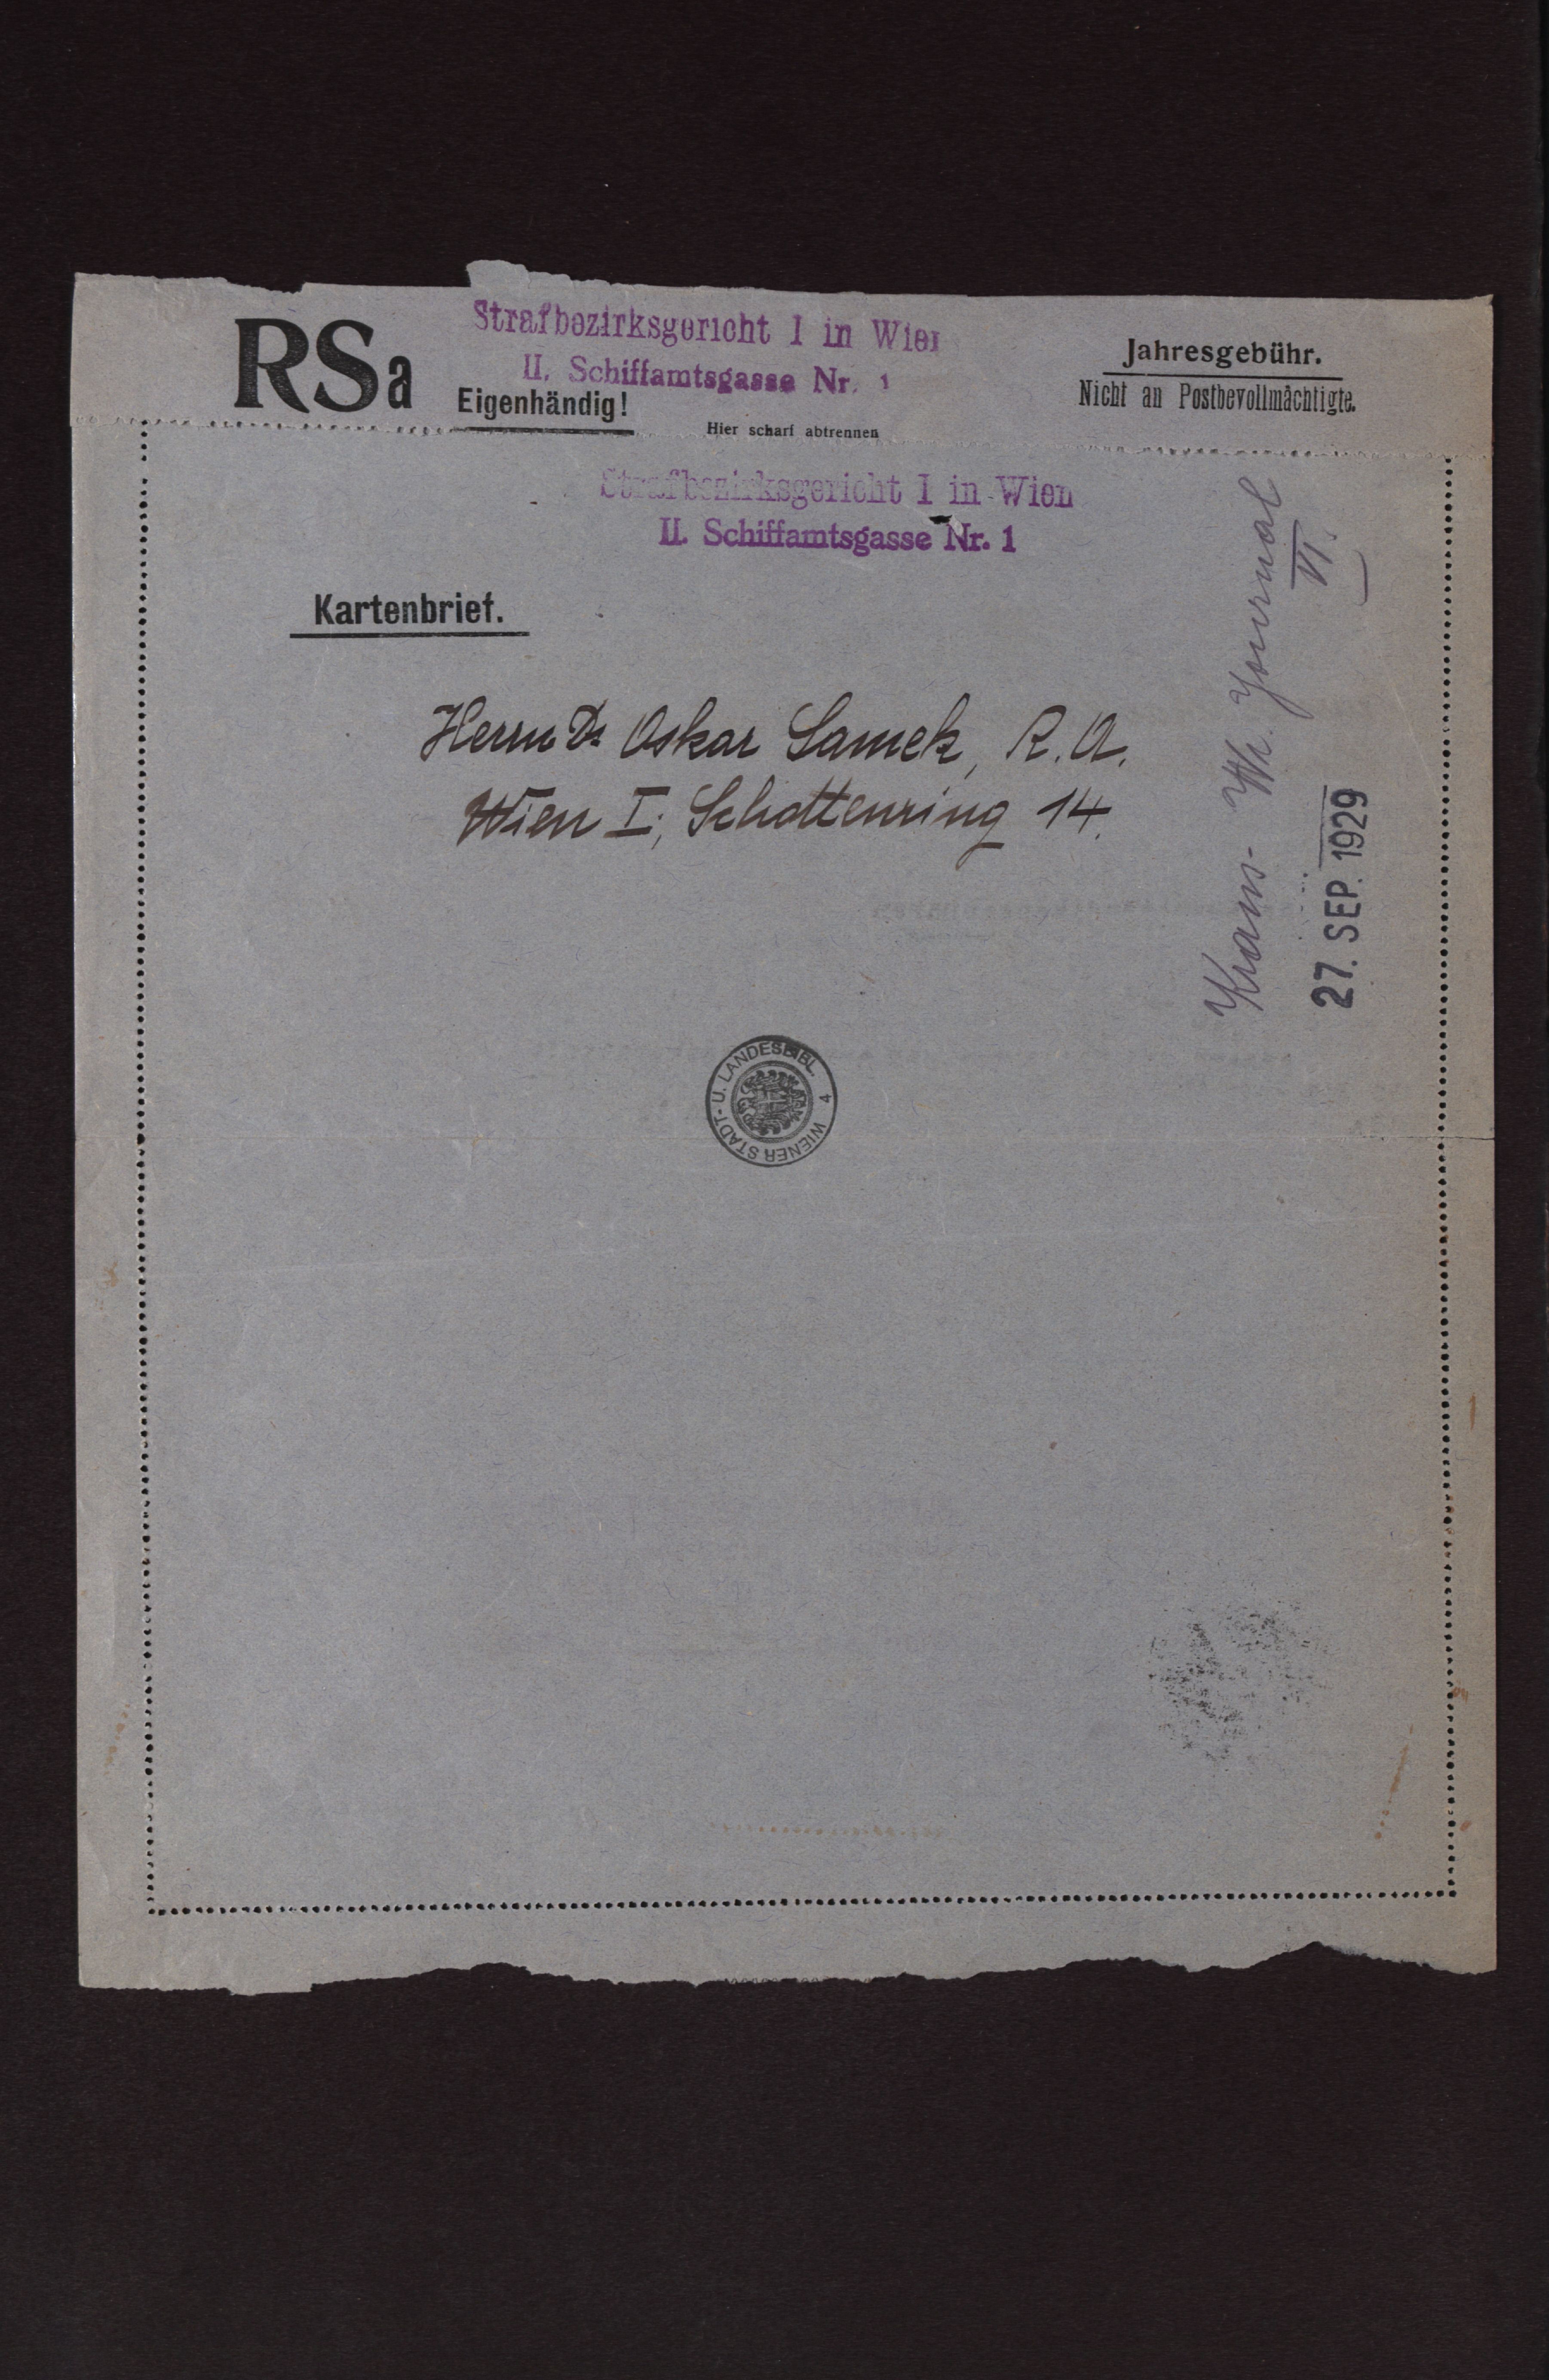 RSa
Strafbezirksgericht I in Wien
II. Schiffamtsgasse Nr. 1
Eigenhändig!
Jahresgebühr.
Nicht an Postbevollmächtigte.
Hier scharf abtrennen
Strafbezirksgericht I in Wien
II. Schiffamtsgasse Nr. 1
Kartenbrief.
Herrn Dr Oskar Samek, R. A.
Wien I., Schottenring 14.
Kraus- Wr. Journal
VI.
27. SEP. 1929
WIENER STADT- U. LANDESBIBL. 4